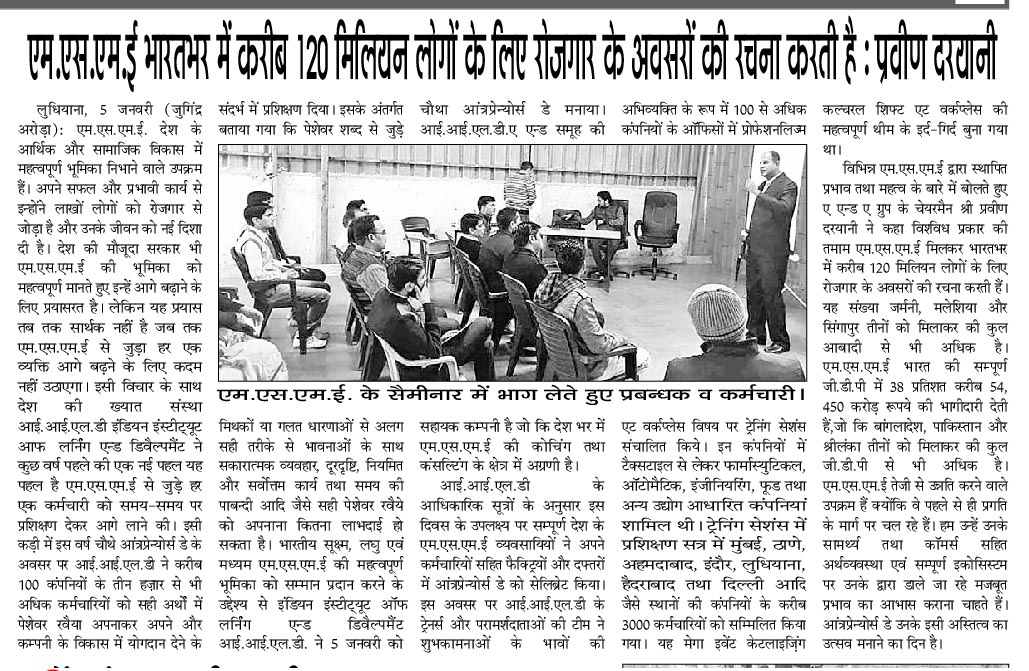 एम.एस.एम.ई भारतभर में करीब 120 मिलियन लोगों के लिए रोजगार के अवसरों की रचना करती है : प्रवीण दरयानी
लुधियाना, 5 जनवरी (जुगिंद्र
अरोड़ा): एम.एस.एम.ई. देश के
आर्थिक और सामाजिक विकास में
महत्वपूर्ण भूमिका निभाने वाले उपक्रम
हैं। अपने सफल और प्रभावी कार्य से
इन्होंने लाखों लोगों को रोजगार से
जोड़ा है और उनके जीवन को नई दिशा
दी है। देश की मौजूदा सरकार भी
एम.एस.एम.ई की भूमिका को
महत्वपूर्ण मानते हुए इन्हें आगे बढ़ाने के
लिए प्रयासरत है। लेकिन यह प्रयास
तब तक सार्थक नहीं है जब तक
एम.एस.एम.ई से जुड़ा हर एक
व्यक्ति आगे बढ़ने के लिए कदम
नहीं उठाएगा। इसी विचार के साथ
देश की ख्यात संस्था
आई.आई.एल.डी इंडियन इंस्टीट्यूट
आफ लर्निंग एण्ड डिवैल्पमैंट ने
कुछ वर्ष पहले की एक नई पहल यह
पहल है एम.एस.एम.ई से जुड़े हर
एक कर्मचारी को समय-समय पर
प्रशिक्षण देकर आगे लाने की। इसी
कड़ी में इस वर्ष चौथे आंत्रप्रेन्योर्स डे के
अवसर पर आई.आई.एल.डी ने करीब
100 कंपनियों के तीन हज़ार से भी
अधिक कर्मचारियों को सही अर्थों में
पेशेवर रवैया अपनाकर अपने और
कम्पनी के विकास में योगदान देने के
संदर्भ में प्रशिक्षण दिया। इसके अंतर्गत
बताया गया कि पेशेवर शब्द से जुड़े
मिथकों या गलत धारणाओं से अलग
सही तरीके से भावनाओं के साथ
सकारात्मक व्यवहार, दूरदृष्टि, नियमित
और सर्वोत्तम कार्य तथा समय की
पाबन्दी आदि जैसे सही पेशेवर रवैये
को अपनाना कितना लाभदाई हो
सकता है। भारतीय सूक्ष्म, लघु एवं
मध्यम एम.एस.एम.ई की महत्वपूर्ण
भूमिका को सम्मान प्रदान करने के
उद्देश्य से इंडियन इंस्टीट्यूट ऑफ
लर्निंग एन्ड डिवैल्पमैंट
आई.आई.एल.डी. ने 5 जनवरी को
चौथा आंत्रप्रेन्योर्स डे मनाया।
आई.आई.एल.डी.ए एन्ड समूह की
एम.एस.एम.ई. के सैमीनार में भाग लेते हुए प्रबन्धक व कर्मचारी।
सहायक कम्पनी है जो कि देश भर में
एम.एस.एम.ई की कोचिंग तथा
कंसल्टिंग के क्षेत्र में अग्रणी है।
आई.आई.एल.डी के
आधिकारिक सूत्रों के अनुसार इस
दिवस के उपलक्ष्य पर सम्पूर्ण देश के
एम.एस.एम.ई व्यवसायियों ने अपने
कर्मचारियों सहित फैक्ट्रियों और दफ्तरों
में आंत्रप्रेन्योर्स डे को सेलिब्रेट किया।
इस अवसर पर आई.आई.एल.डी के
ट्रेनर्स और परामर्शदाताओं की टीम ने
शुभकामनाओं के भावों की
अभिव्यक्ति के रूप में 100 से अधिक
कंपनियों के ऑफिसों में प्रोफेशनलिज्म
एट वर्कप्लेस विषय पर ट्रेनिंग सेशंस
संचालित किये। इन कंपनियों में
टैक्सटाइल से लेकर फार्मास्युटिकल,
ऑटोमैटिक, इंजीनियरिंग, फूड तथा
अन्य उद्योग आधारित कंपनियां
शामिल थी। ट्रेनिंग सेशंस में
प्रशिक्षण सत्र में मुंबई, ठाणे,
अहमदाबाद, इंदौर, लुधियाना,
हैदराबाद तथा दिल्ली आदि
जैसे स्थानों की कंपनियों के करीब
3000 कर्मचारियों को सम्मिलित किया
गया। यह मेगा इवेंट केटलाइज़िंग
कल्चरल शिफ्ट एट वर्कप्लेस की
महत्वपूर्ण थीम के इर्द-गिर्द बुना गया
था।
विभिन्न एम.एस.एम.ई द्वारा स्थापित
प्रभाव तथा महत्व के बारे में बोलते हुए
ए एन्ड ए ग्रुप के चेयरमैन श्री प्रवीण
दरयानी ने कहा विर्शवध प्रकार की
तमाम एम.एस.एम.ई मिलकर भारतभर
में करीब 120 मिलियन लोगों के लिए
रोजगार के अवसरों की रचना करती हैं।
यह संख्या जर्मनी, मलेशिया और
सिंगापुर तीनों को मिलाकर की कुल
आबादी से भी अधिक है।
एम.एस.एम.ई भारत की सम्पूर्ण
जी.डी.पी में 38 प्रतिशत करीब 54,
450 करोड़ रूपये की भागीदारी देती
हैं,जो कि बांगलादेश, पाकिस्तान और
श्रीलंका तीनों को मिलाकर की कुल
जी.डी.पी से भी अधिक है।
एम.एस.एम.ई तेजी से उन्नति करने वाले
उपक्रम हैं क्योंकि वे पहले से ही प्रगति
के मार्ग पर चल रहे हैं। हम उन्हें उनके
सामर्थ्य तथा कॉमर्स सहित
अर्थव्यवस्था एवं सम्पूर्ण इकोसिस्टम
पर उनके द्वारा डाले जा रहे मजबूत
प्रभाव का आभास कराना चाहते हैं।
आंत्रप्रेन्योर्स डे उनके इसी अस्तित्व का
उत्सव मनाने का दिन है।